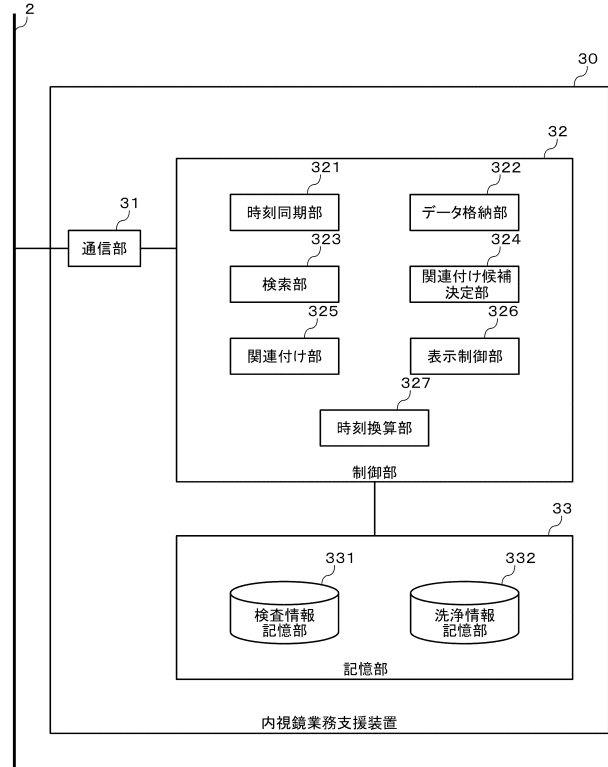 2
30
32
321
322
時刻同期部
データ格納部
31
通信部
323
324
検索部
関連付け候補
決定部
325
326
関連付け部
表示制御部
327
時刻換算部
制御部
33
331
332
検査情報
記憶部
洗浄情報
記憶部
記憶部
内視鏡業務支援装置